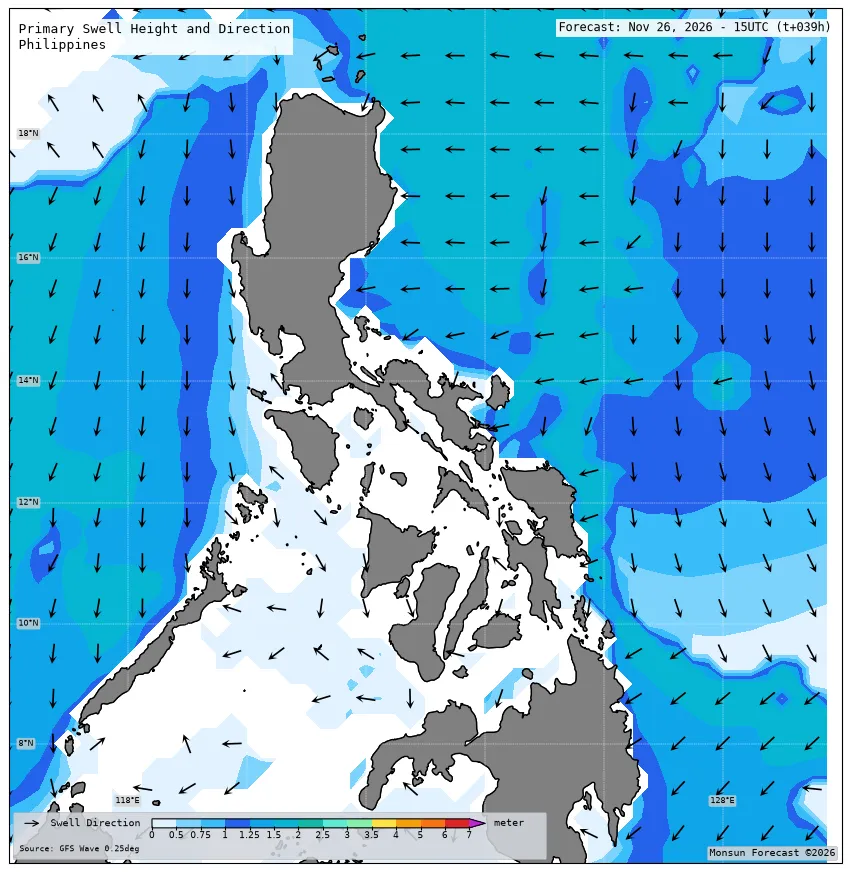 Primary Swell Height and Direction
Philippines
Forecast: Nov 26, 2026 - 15UTC (t+039h)
18°N
16°N
14°N
12°N
10°N
8°N
118°E
128°E
Swell Direction
0 0.5 0.75 1 1.25 1.5 2 2.5 3 3.5 4 5 6 7
meter
Source: GFS Wave 0.25deg
Monsun Forecast ©2026